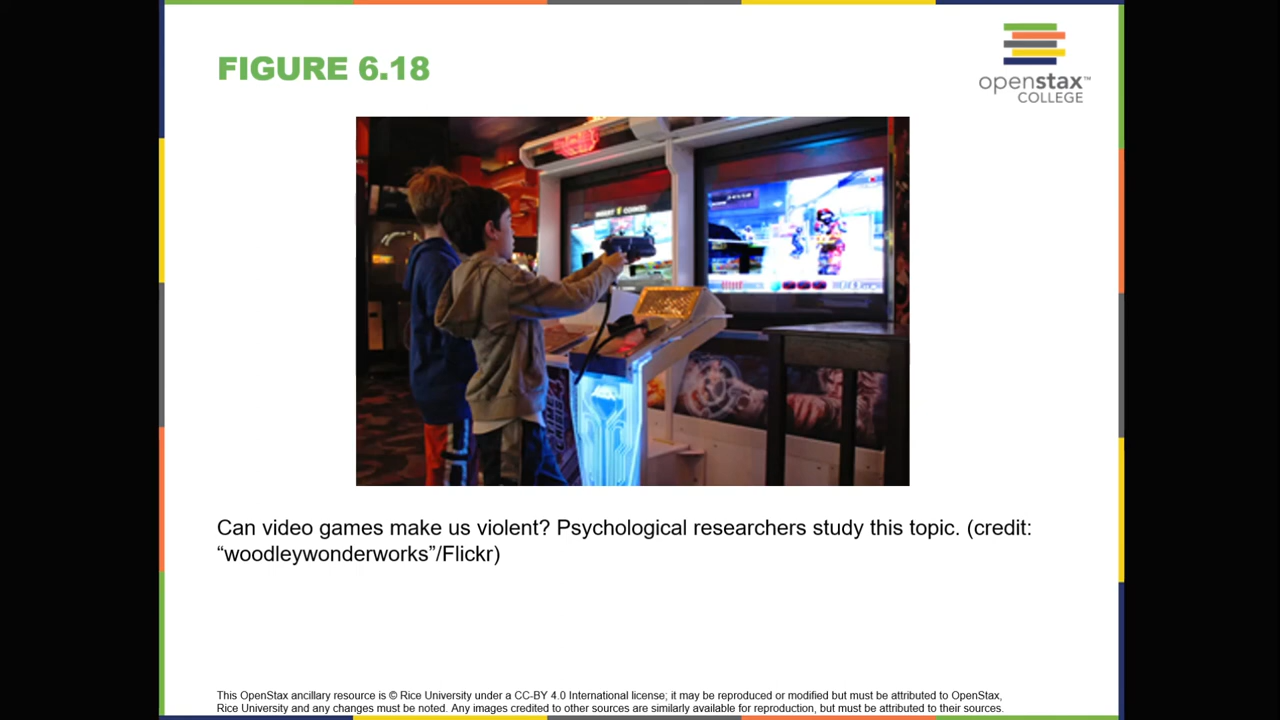 FIGURE 6.18
openstax™
COLLEGE
Can video games make us violent? Psychological researchers study this topic. (credit:
“woodleywonderworks”/Flickr)
This OpenStax ancillary resource is © Rice University under a CC-BY 4.0 International license; it may be reproduced or modified but must be attributed to OpenStax,
Rice University and any changes must be noted. Any images credited to other sources are similarly available for reproduction, but must be attributed to their sources.